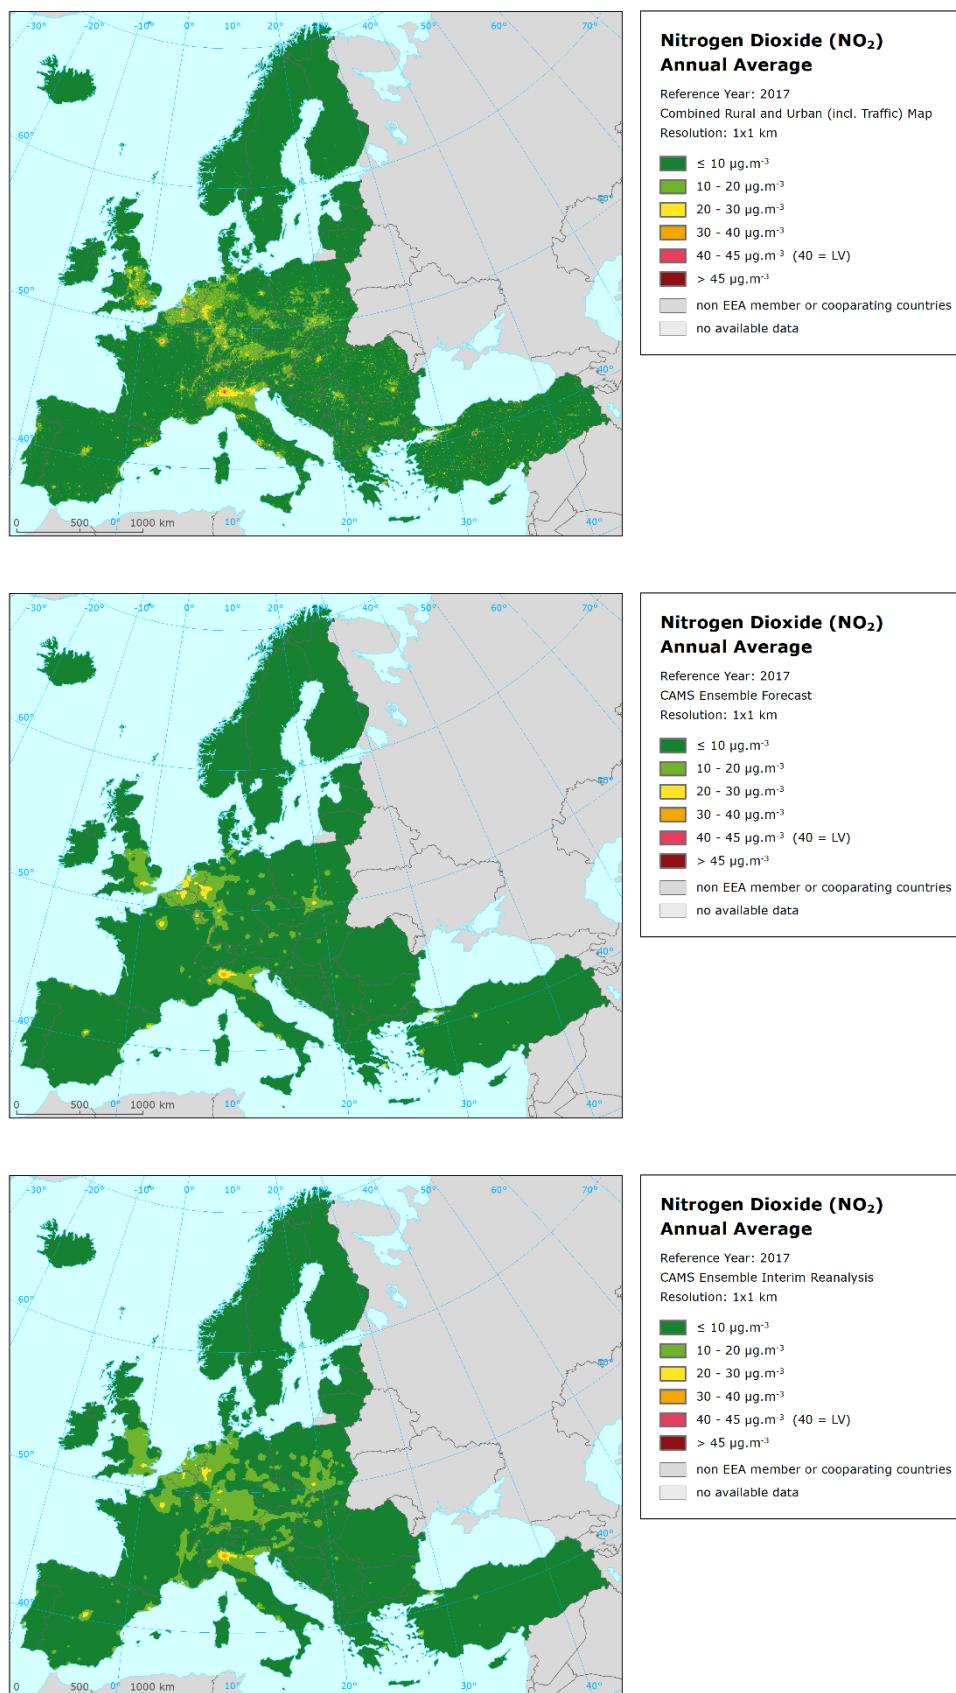 -30° -20° -10° 0° 10° 20° 30° 40° 50° 60° 70°
60°
50°
40°
60°
50°
40°
0 500 1000 km
0° 10° 20° 30° 40°
Nitrogen Dioxide (NO₂)
Annual Average
Reference Year: 2017
Combined Rural and Urban (incl. Traffic) Map
Resolution: 1x1 km
≤ 10 µg.m⁻³
10 - 20 µg.m⁻³
20 - 30 µg.m⁻³
30 - 40 µg.m⁻³
40 - 45 µg.m⁻³ (40 = LV)
> 45 µg.m⁻³
non EEA member or cooparating countries
no available data
-30° -20° -10° 0° 10° 20° 30° 40° 50° 60° 70°
60°
50°
40°
60°
50°
40°
0 500 1000 km
0° 10° 20° 30° 40°
Nitrogen Dioxide (NO₂)
Annual Average
Reference Year: 2017
CAMS Ensemble Forecast
Resolution: 1x1 km
≤ 10 µg.m⁻³
10 - 20 µg.m⁻³
20 - 30 µg.m⁻³
30 - 40 µg.m⁻³
40 - 45 µg.m⁻³ (40 = LV)
> 45 µg.m⁻³
non EEA member or cooparating countries
no available data
-30° -20° -10° 0° 10° 20° 30° 40° 50° 60° 70°
60°
50°
40°
60°
50°
40°
0 500 1000 km
0° 10° 20° 30° 40°
Nitrogen Dioxide (NO₂)
Annual Average
Reference Year: 2017
CAMS Ensemble Interim Reanalysis
Resolution: 1x1 km
≤ 10 µg.m⁻³
10 - 20 µg.m⁻³
20 - 30 µg.m⁻³
30 - 40 µg.m⁻³
40 - 45 µg.m⁻³ (40 = LV)
> 45 µg.m⁻³
non EEA member or cooparating countries
no available data